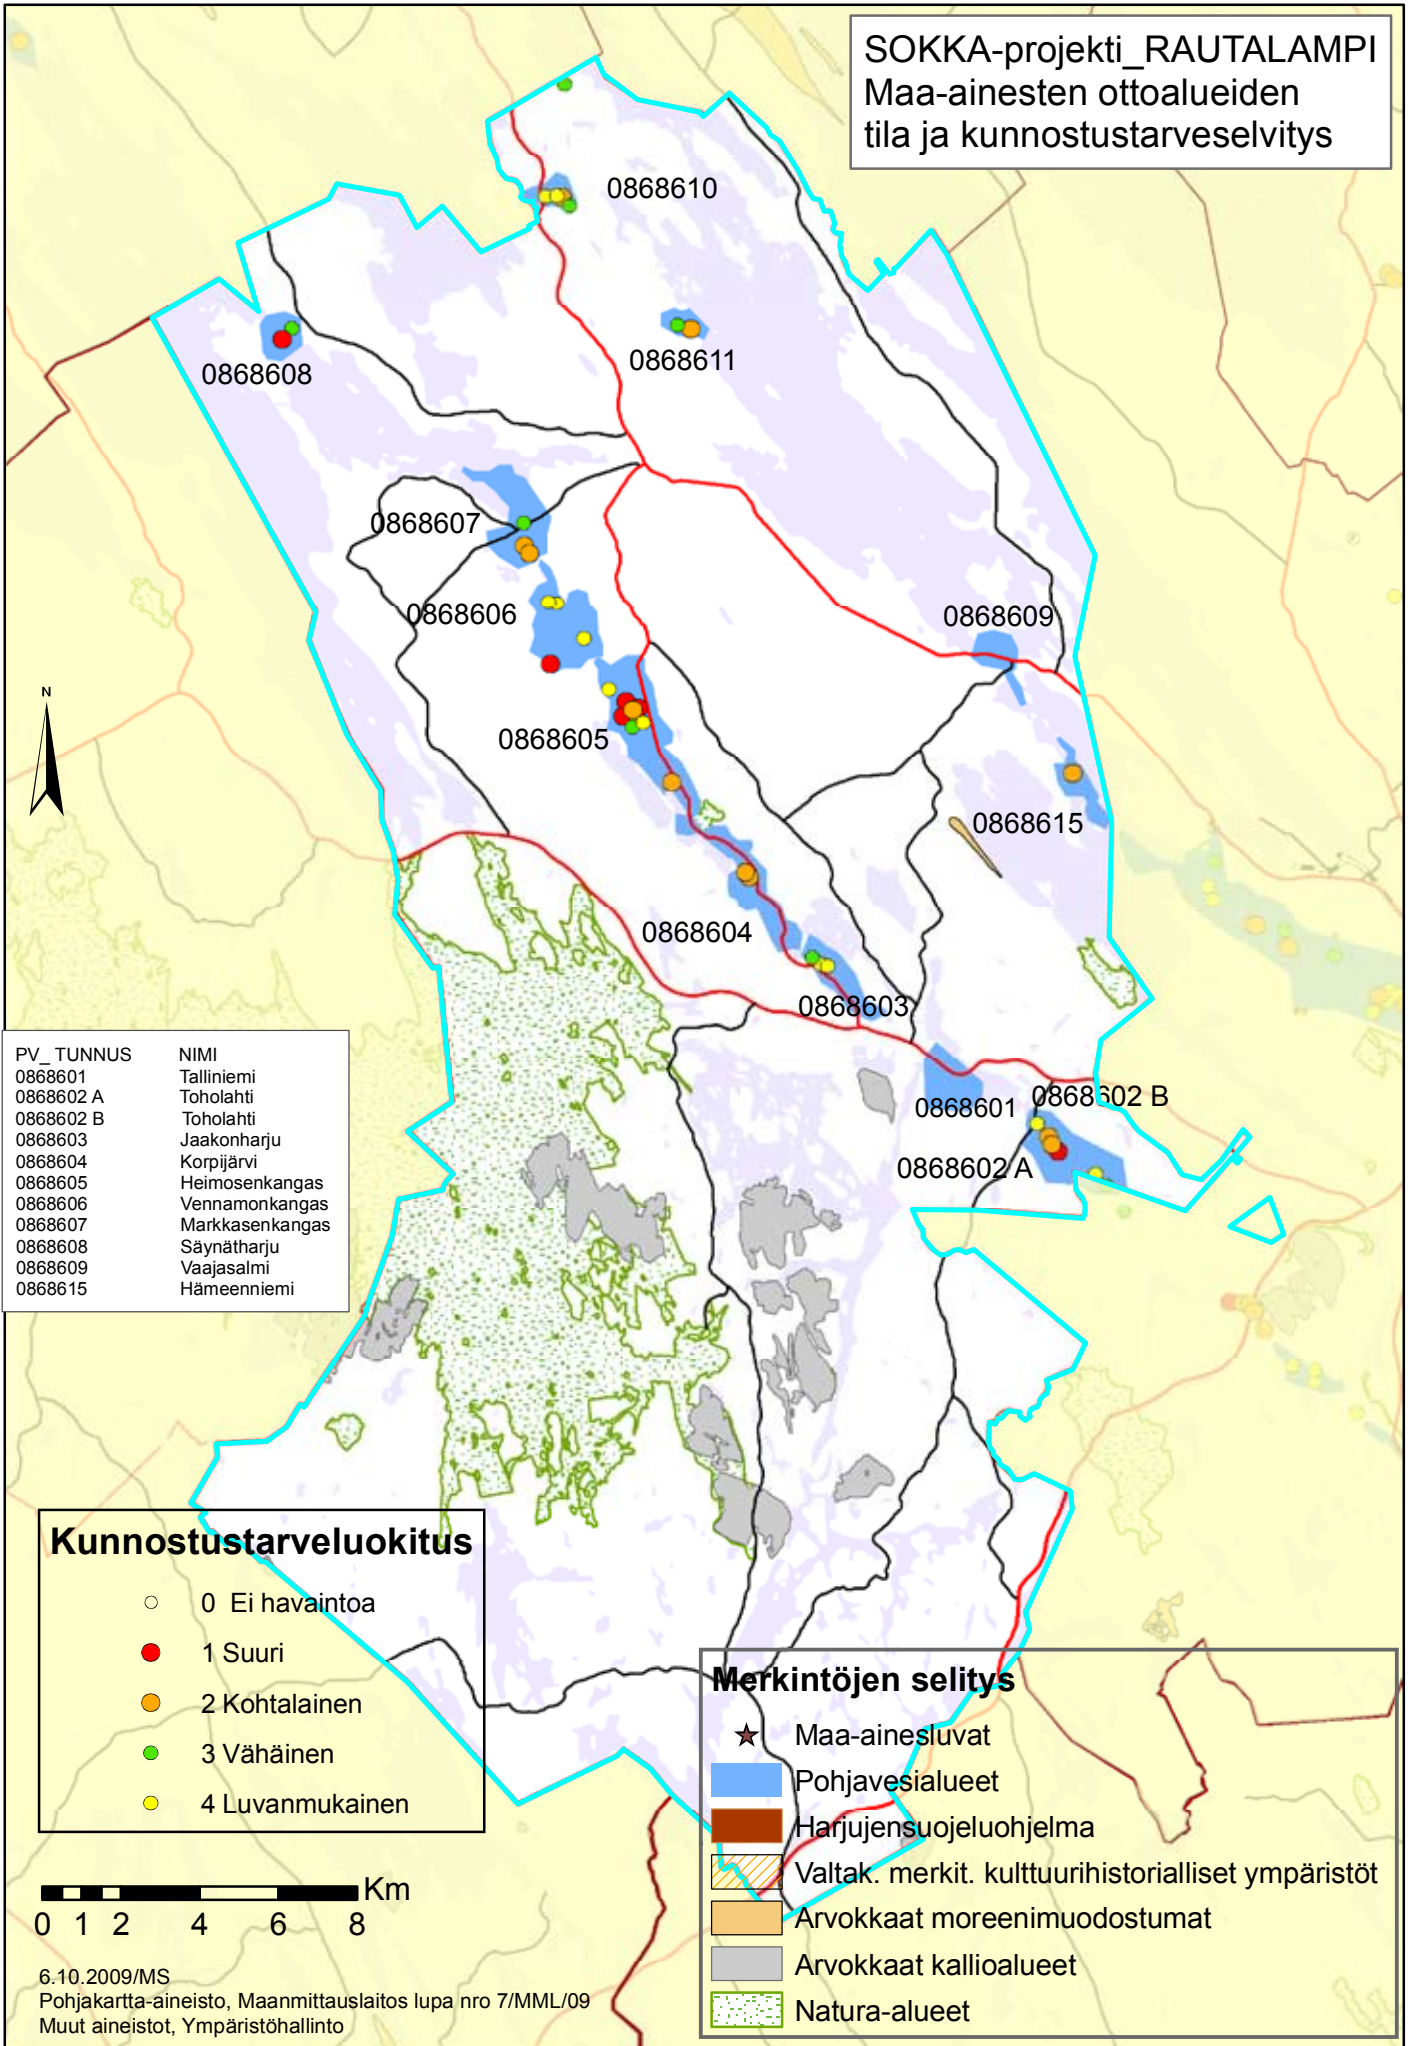 SOKKA-projekti_RAUTALAMPI
Maa-ainesten ottoalueiden
tila ja kunnostustarveselvitys
0868610
0868611
0868608
0868607
0868606
0868609
0868605
0868615
0868604
0868603
0868601
0868602 B
0868602 A
N
PV_ TUNNUS NIMI
0868601 Talliniemi
0868602 A Toholahti
0868602 B Toholahti
0868603 Jaakonharju
0868604 Korpijärvi
0868605 Heimosenkangas
0868606 Vennamonkangas
0868607 Markkasenkangas
0868608 Säynätharju
0868609 Vaajasalmi
0868615 Hämeenniemi
Kunnostustarveluokitus
0 Ei havaintoa
1 Suuri
2 Kohtalainen
3 Vähäinen
4 Luvanmukainen
Km
0 1 2 4 6 8
6.10.2009/MS
Pohjakartta-aineisto, Maanmittauslaitos lupa nro 7/MML/09
Muut aineistot, Ympäristöhallinto
Merkintöjen selitys
Maa-ainesluvat
Pohjavesialueet
Harjujensuojeluohjelma
Valtak. merkit. kulttuurihistorialliset ympäristöt
Arvokkaat moreenimuodostumat
Arvokkaat kallioalueet
Natura-alueet